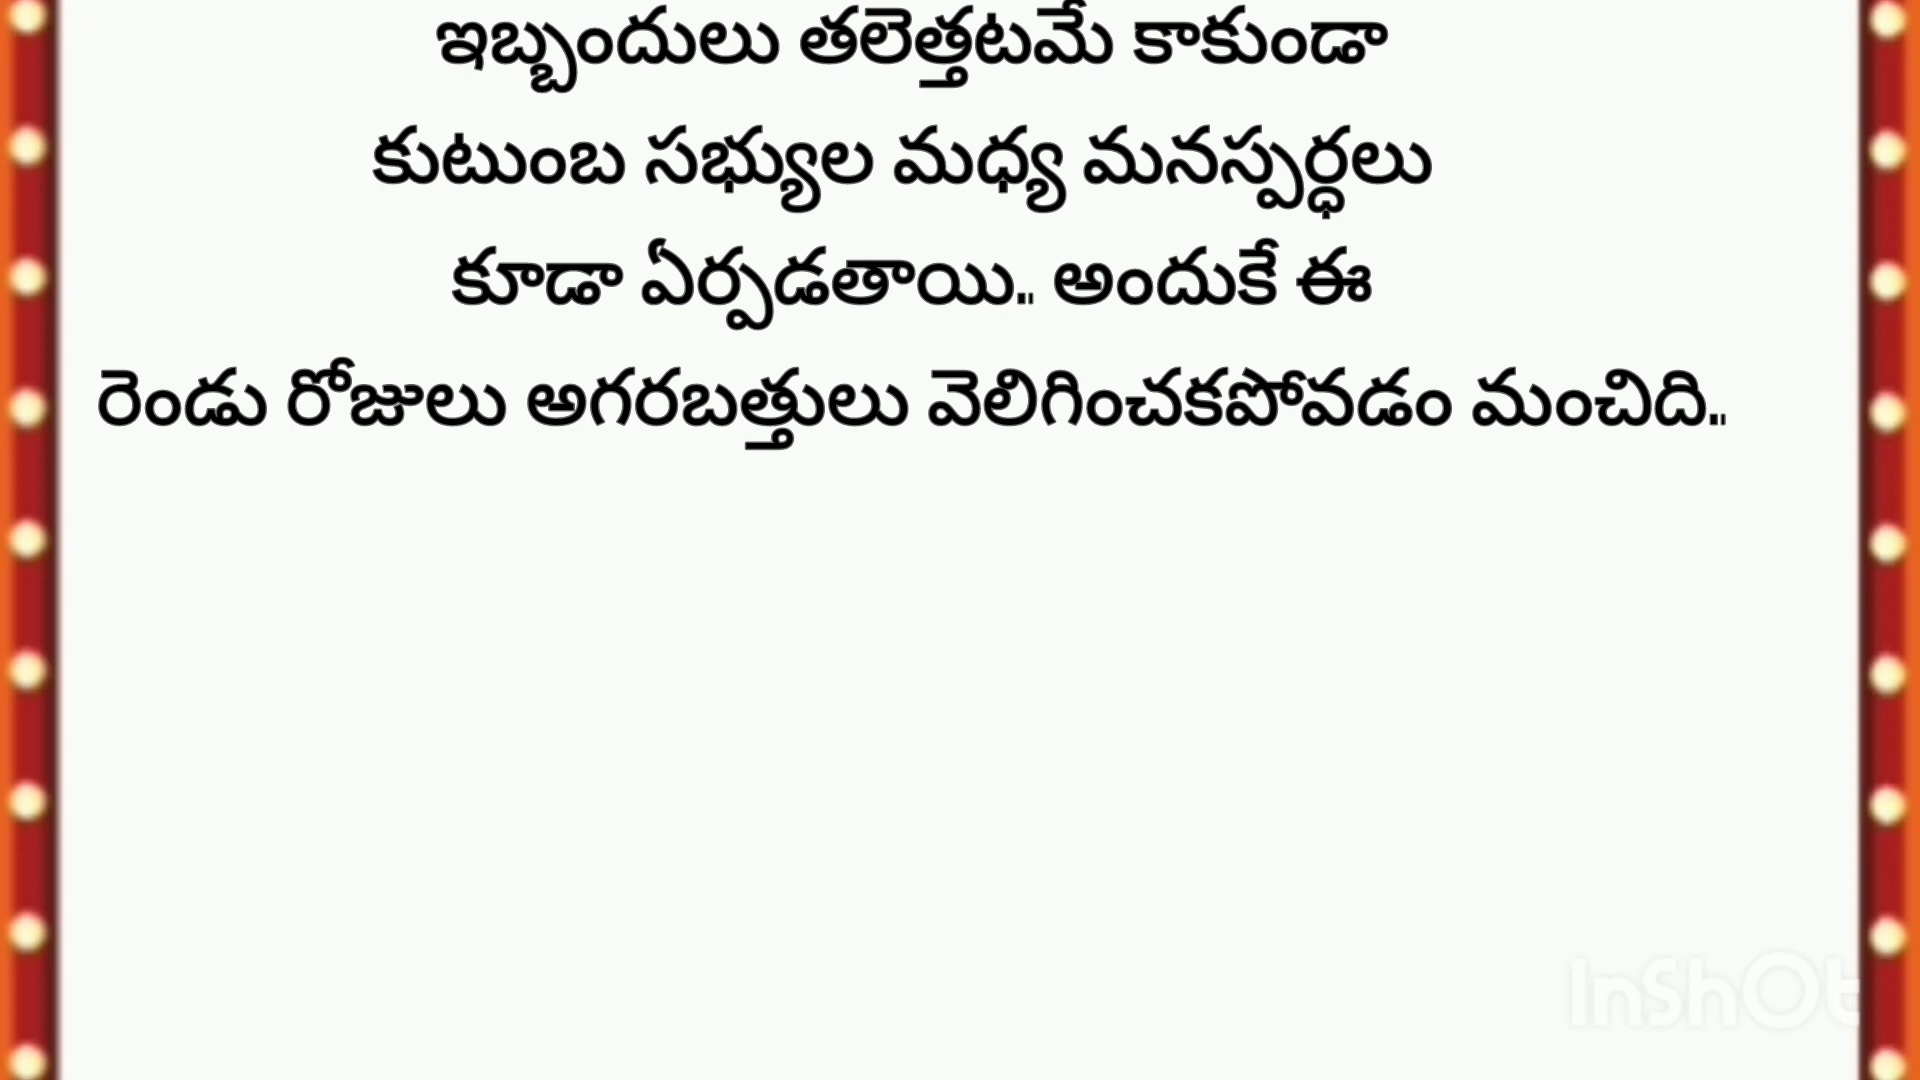 ఇబ్బందులు తలెత్తటమే కాకుండా
కుటుంబ సభ్యుల మధ్య మనస్పర్ధలు
కూడా ఏర్పడతాయి.. అందుకే ఈ
రెండు రోజులు అగరబత్తులు వెలిగించకపోవడం మంచిది..
InShOt